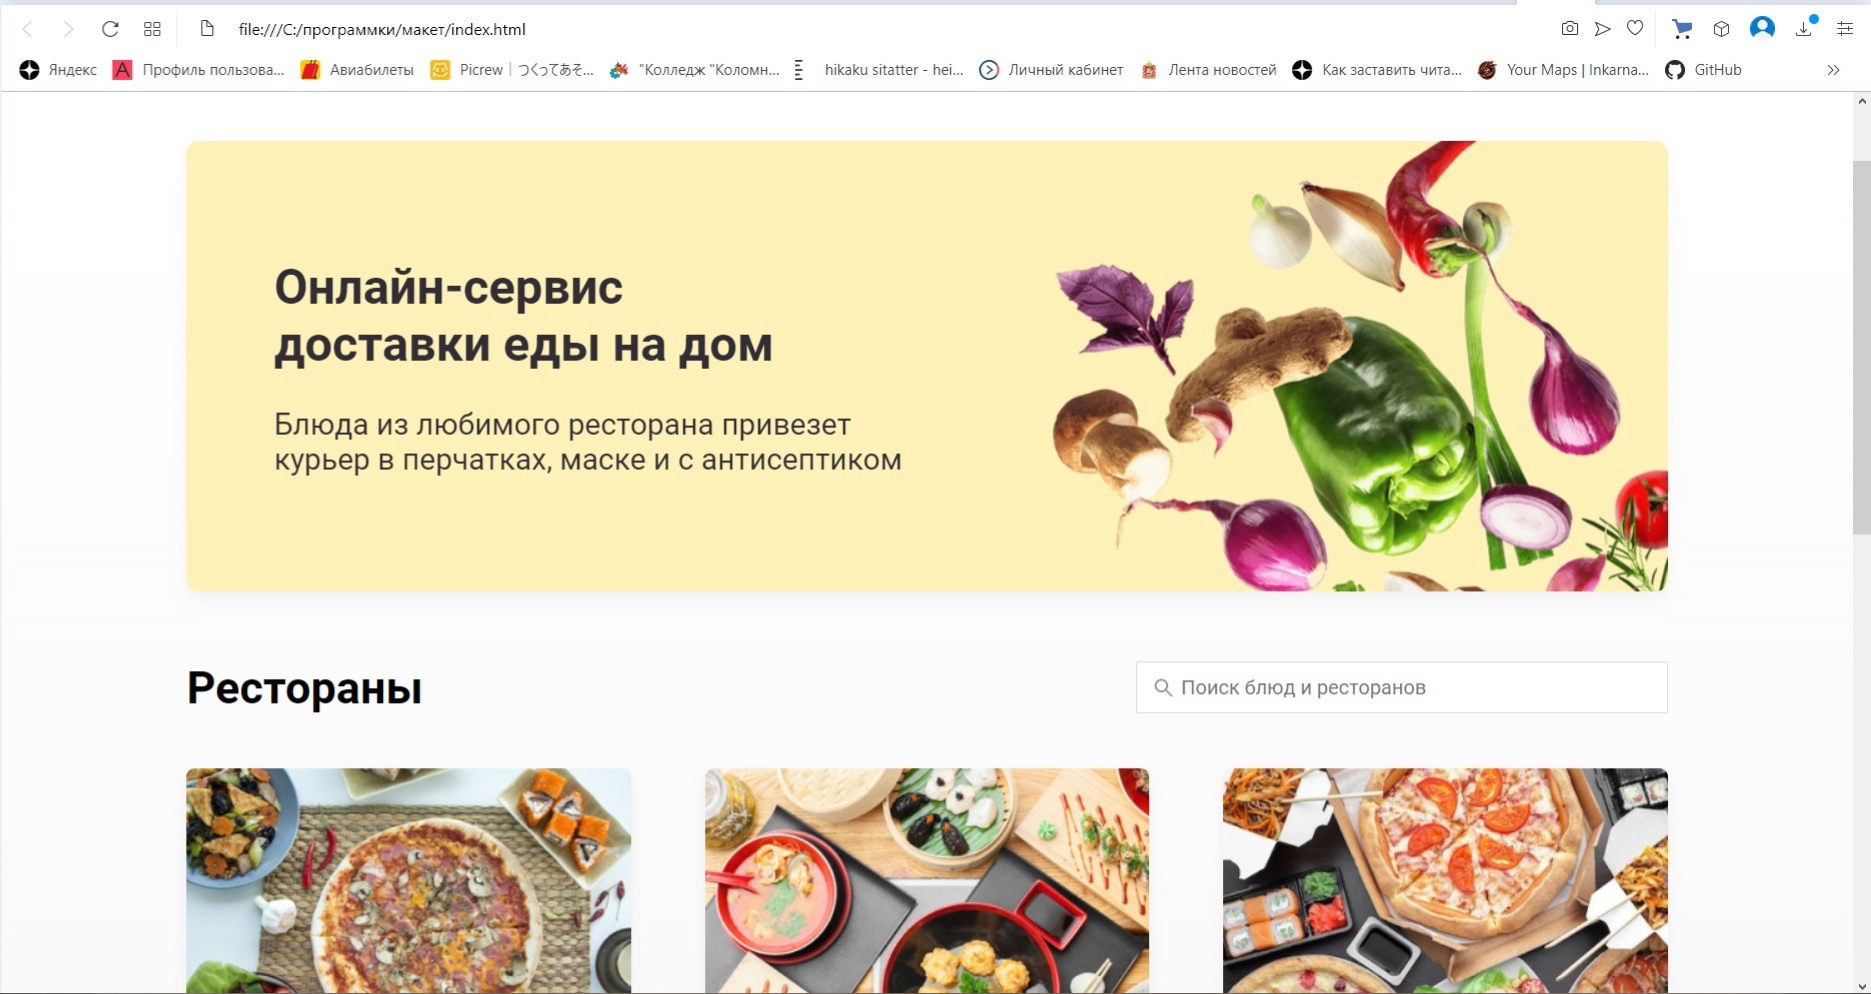 file:///C:/программки/макет/index.html
Яндекс
Профиль пользова...
Авиабилеты
Picrew | つくってあそ...
"Колледж "Коломн...
hikaku sitatter - hei...
Личный кабинет
Лента новостей
Как заставить чита...
Your Maps | Inkarna...
GitHub
Онлайн-сервис
доставки еды на дом
Блюда из любимого ресторана привезет
курьер в перчатках, маске и с антисептиком
Рестораны
Поиск блюд и ресторанов